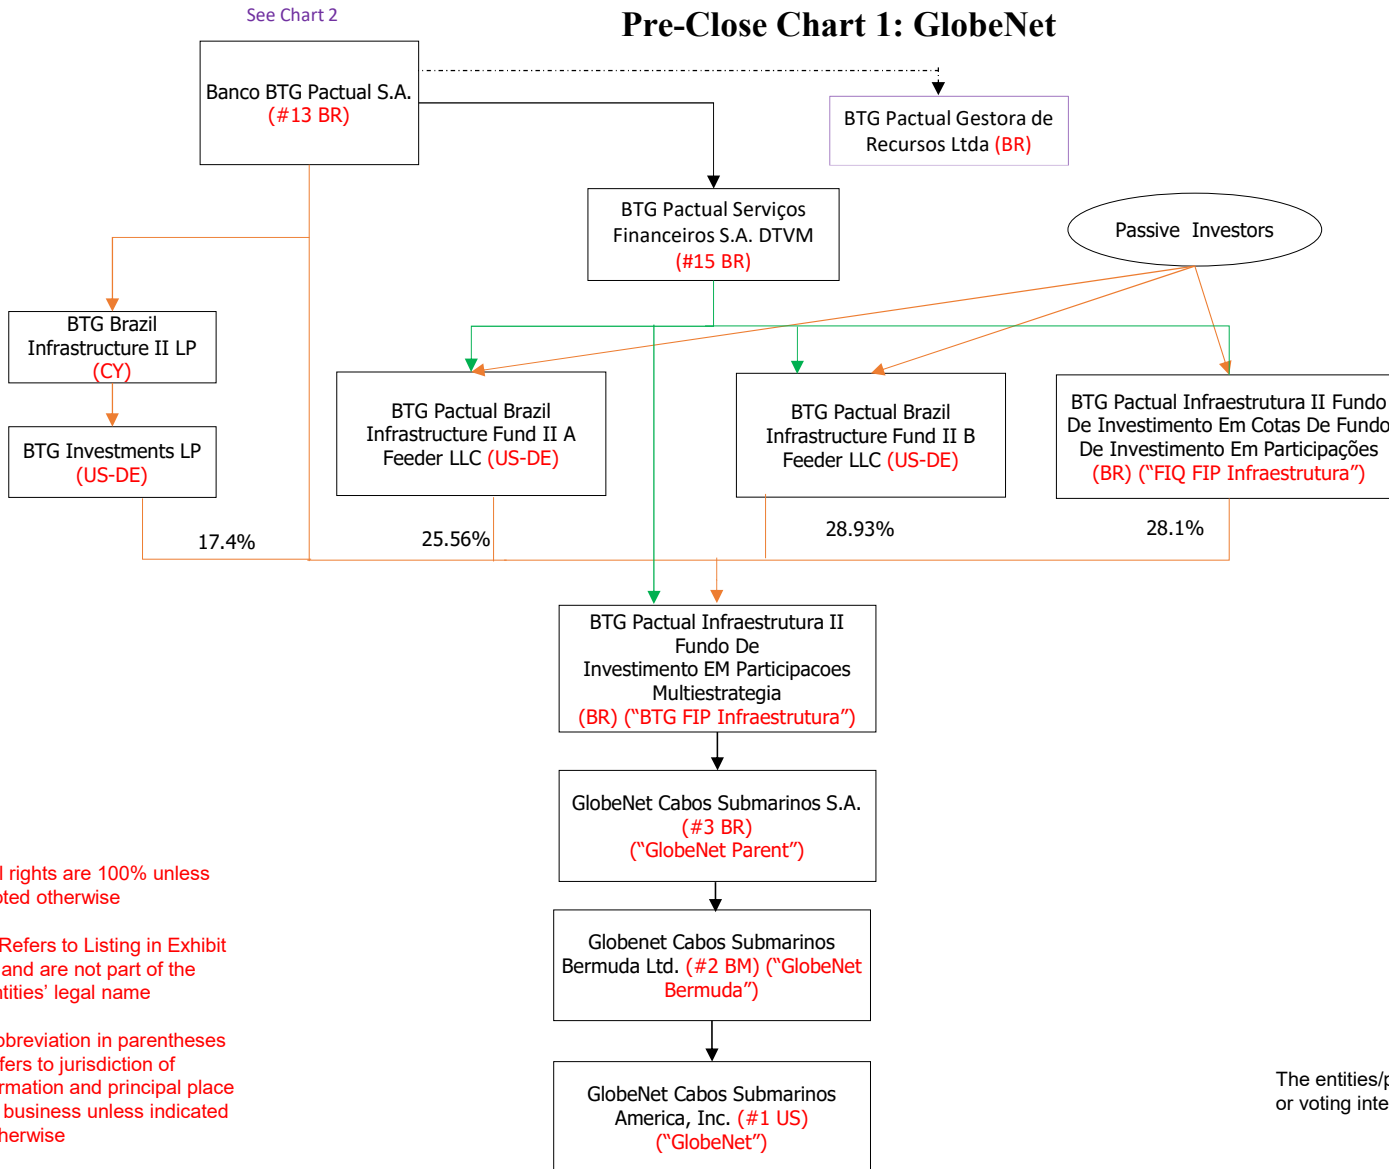 See Chart 2
Pre-Close Chart 1: GlobeNet
Banco BTG Pactual S.A.
(#13 BR)
BTG Pactual Gestora de
Recursos Ltda (BR)
BTG Pactual Serviços
Financeiros S.A. DTVM
(#15 BR)
Passive Investors
BTG Brazil
Infrastructure II LP
(CY)
BTG Investments LP
(US-DE)
BTG Pactual Brazil
Infrastructure Fund II A
Feeder LLC (US-DE)
BTG Pactual Brazil
Infrastructure Fund II B
Feeder LLC (US-DE)
BTG Pactual Infraestrutura II Fundo
De Investimento Em Cotas De Fundo
De Investimento Em Participações
(BR) (“FIQ FIP Infraestrutura”)
17.4%
25.56%
28.93%
28.1%
BTG Pactual Infraestrutura II
Fundo De
Investimento EM Participacoes
Multiestrategia
(BR) (“BTG FIP Infraestrutura”)
GlobeNet Cabos Submarinos S.A.
(#3 BR)
(“GlobeNet Parent”)
Globenet Cabos Submarinos
Bermuda Ltd. (#2 BM) (“GlobeNet
Bermuda”)
GlobeNet Cabos Submarinos
America, Inc. (#1 US)
(“GlobeNet”)
rights are 100% unless
otherwise
Refers to Listing in Exhibit
and are not part of the
legal name
in parentheses
to jurisdiction of
and principal place
business unless indicated
The
or voting